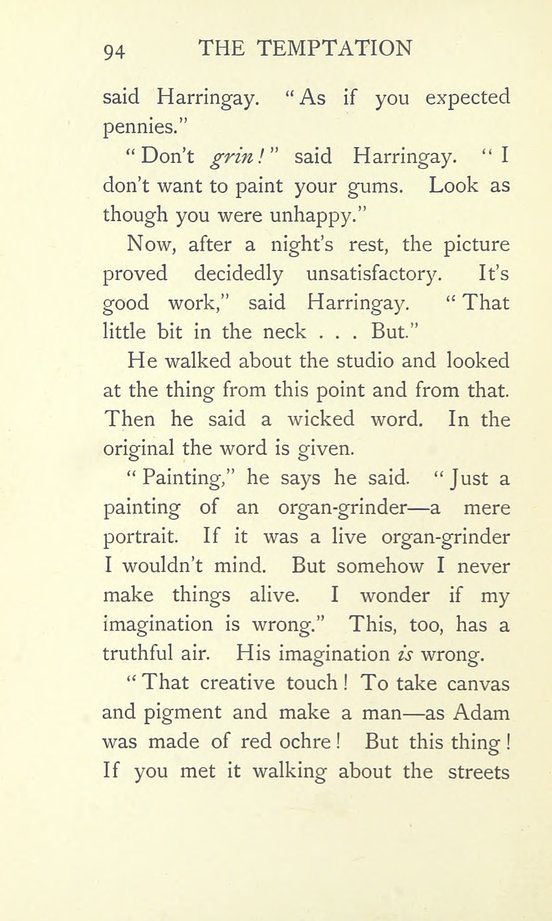 94 THE TEMPTATION
said Harringay. “As if you expected
pennies.”
“Don't grin!” said Harringay. “I
don't want to paint your gums. Look as
though you were unhappy.”
Now, after a night's rest, the picture
proved decidedly unsatisfactory. It's
good work,” said Harringay. “That
little bit in the neck . . . But.”
He walked about the studio and looked
at the thing from this point and from that.
Then he said a wicked word. In the
original the word is given.
“Painting,” he says he said. “Just a
painting of an organ-grinder—a mere
portrait. If it was a live organ-grinder
I wouldn't mind. But somehow I never
make things alive. I wonder if my
imagination is wrong.” This, too, has a
truthful air. His imagination is wrong.
“That creative touch! To take canvas
and pigment and make a man—as Adam
was made of red ochre! But this thing!
If you met it walking about the streets